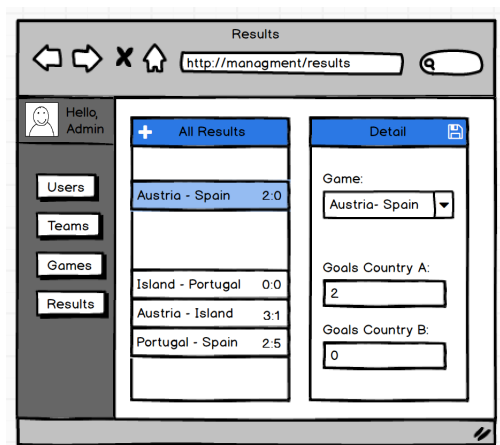 Results
http://managment/results
Hello,
Admin
Users
Teams
Games
Results
+ All Results
Austria - Spain 2:0
Island - Portugal 0:0
Austria - Island 3:1
Portugal - Spain 2:5
Detail
Game:
Austria- Spain
Goals Country A:
2
Goals Country B:
0